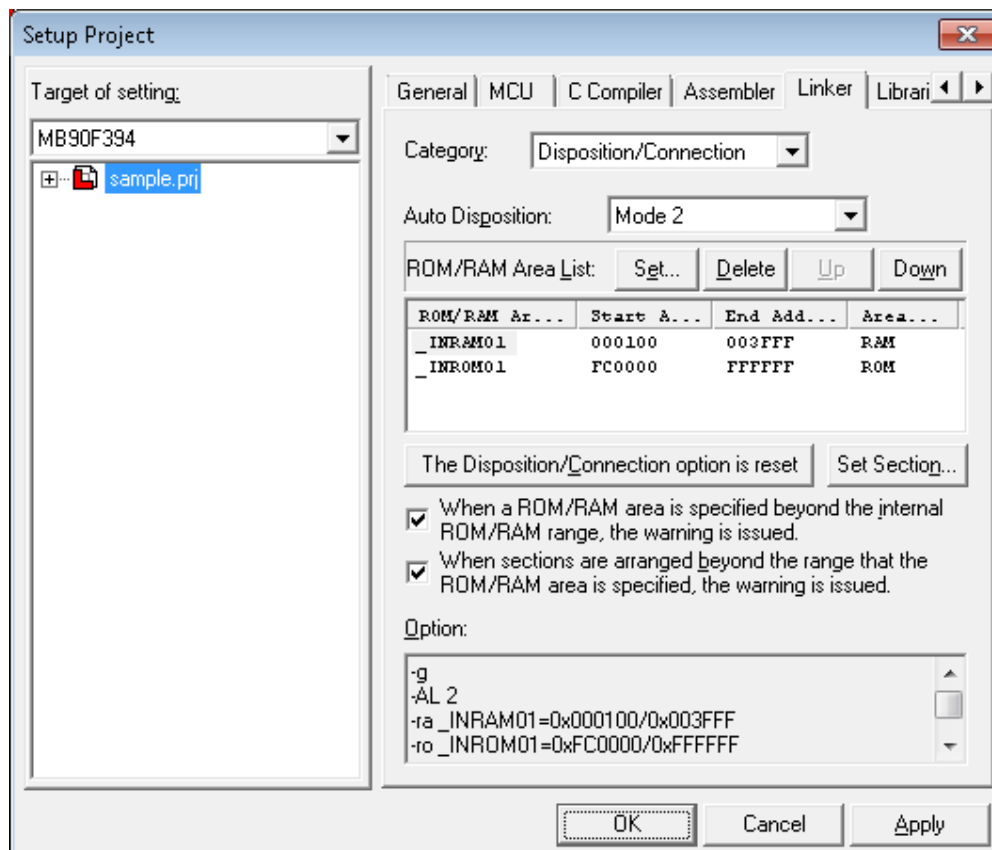 Setup Project
Target of setting:
MB90F394
sample.prj
General MCU C Compiler Assembler Linker Librari
Category: Disposition/Connection
Auto Disposition: Mode 2
ROM/RAM Area List: Set... Delete Up Down
ROM/RAM Ar... Start A... End Add... Area...
_INRAM01 000100 003FFF RAM
_INROM01 FC0000 FFFFFF ROM
The Disposition/Connection option is reset Set Section...
When a ROM/RAM area is specified beyond the internal
ROM/RAM range, the warning is issued.
When sections are arranged beyond the range that the
ROM/RAM area is specified, the warning is issued.
Option:
-g
-AL 2
-ra _INRAM01=0x000100/0x003FFF
-ro _INROM01=0xFC0000/0xFFFFFF
OK Cancel Apply